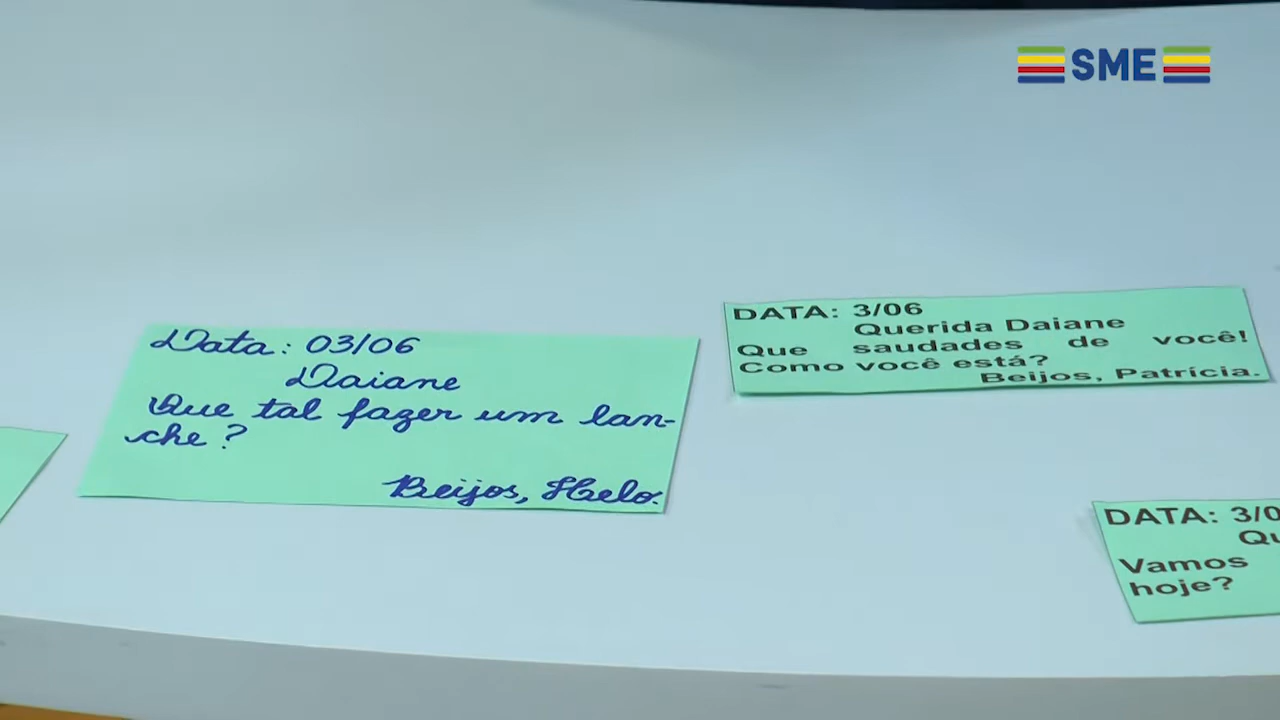 SME
Data: 03/06
Daiane
Que tal fazer um lan-
che?
Beijos, Helo.
DATA: 3/06
Querida Daiane
Que saudades de você!
Como você está?
Beijos, Patrícia.
DATA: 3/0
Qu
Vamos
hoje?